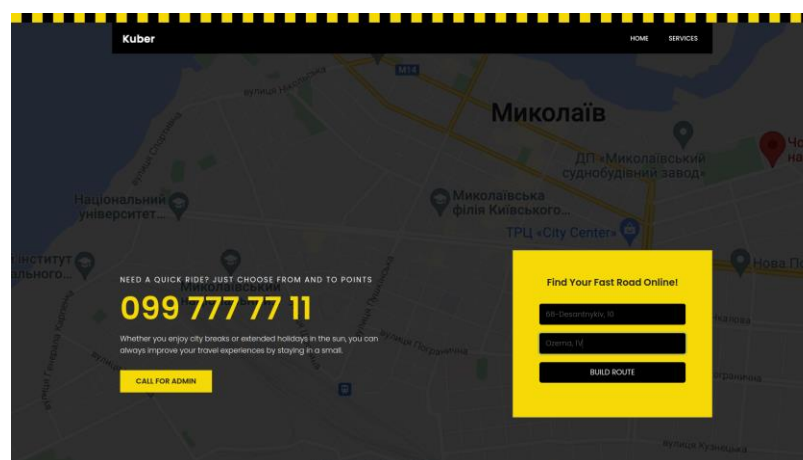 Kuber
HOME
SERVICES
M14
вулиця Нікольська
Миколаїв
ДП «Миколаївський
суднобудівний завод»
Національний
університет...
Миколаївська
філія Київського...
ТРЦ «City Center»
NEED A QUICK RIDE? JUST CHOOSE FROM AND TO POINTS
Миколаївський
099 777 77 11
Whether you enjoy city breaks or extended holidays in the sun, you can
always improve your travel experiences by staying in a small.
CALL FOR ADMIN
Find Your Fast Road Online!
68-Desantnykiv, 10
Ozerna, 1V
BUILD ROUTE
вулиця Погранична
вулиця Кузнецька